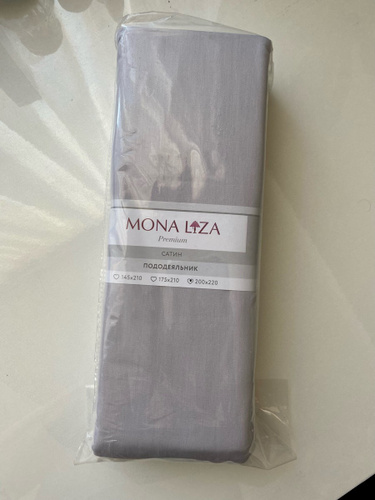 MONA LIZA
Premium
САТИН
ПОДОДЕЯЛЬНИК
145x210 175x210 200x220